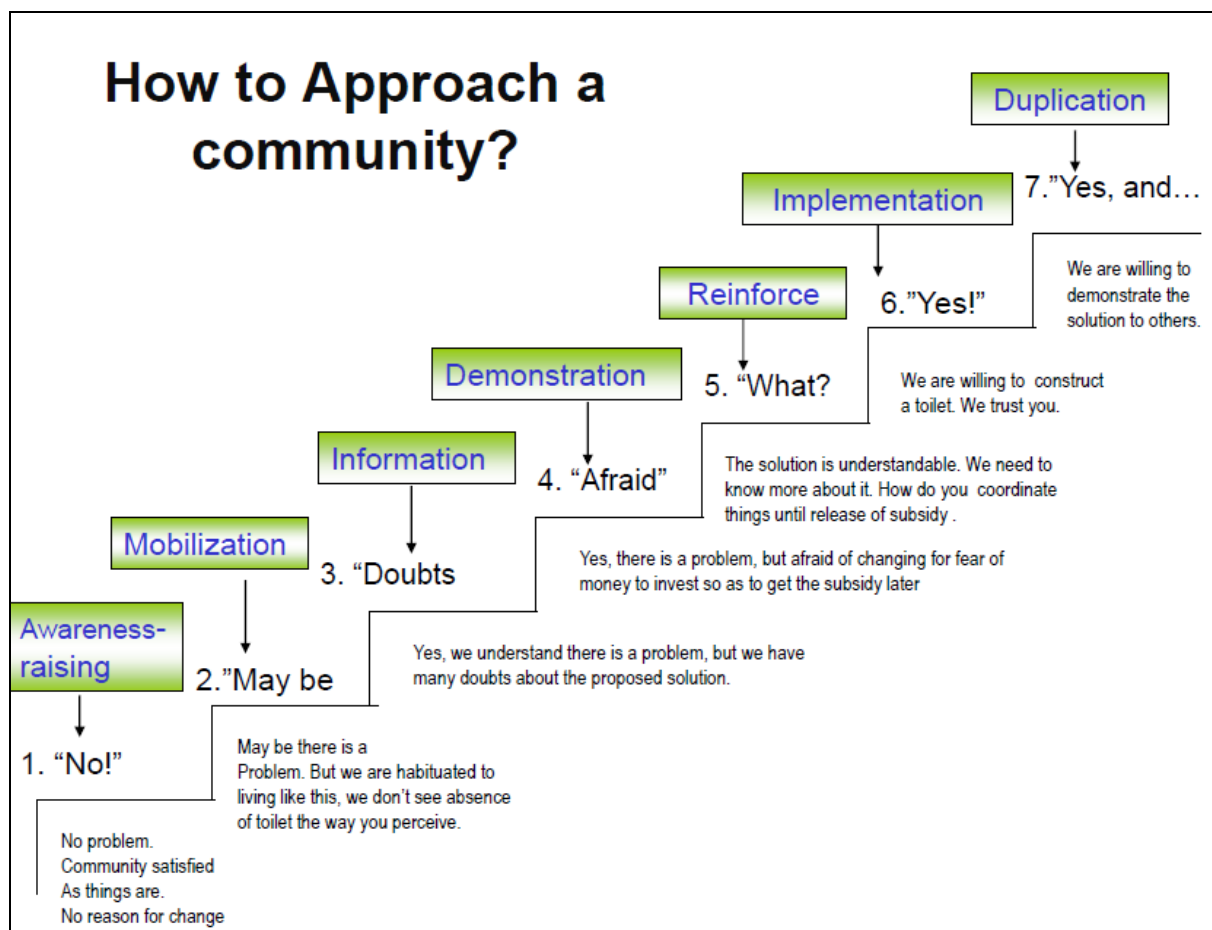 How to Approach a
community?
Duplication
7.”Yes, and…
We are willing to
demonstrate the
solution to others.
Implementation
6.”Yes!”
We are willing to  construct
a toilet. We trust you.
Reinforce
5. “What?
The solution is understandable. We need to
know more about it. How do you  coordinate
things until release of subsidy .
Demonstration
4. “Afraid”
Yes, there is a problem, but afraid of changing for fear of
money to invest so as to get the subsidy later
Information
3. “Doubts
Yes, we understand there is a problem, but we have
many doubts about the proposed solution.
Mobilization
2.”May be
May be there is a
Problem. But we are habituated to
living like this, we don’t see absence
of toilet the way you perceive.
Awareness-
raising
1. “No!”
No problem.
Community satisfied
As things are.
No reason for change